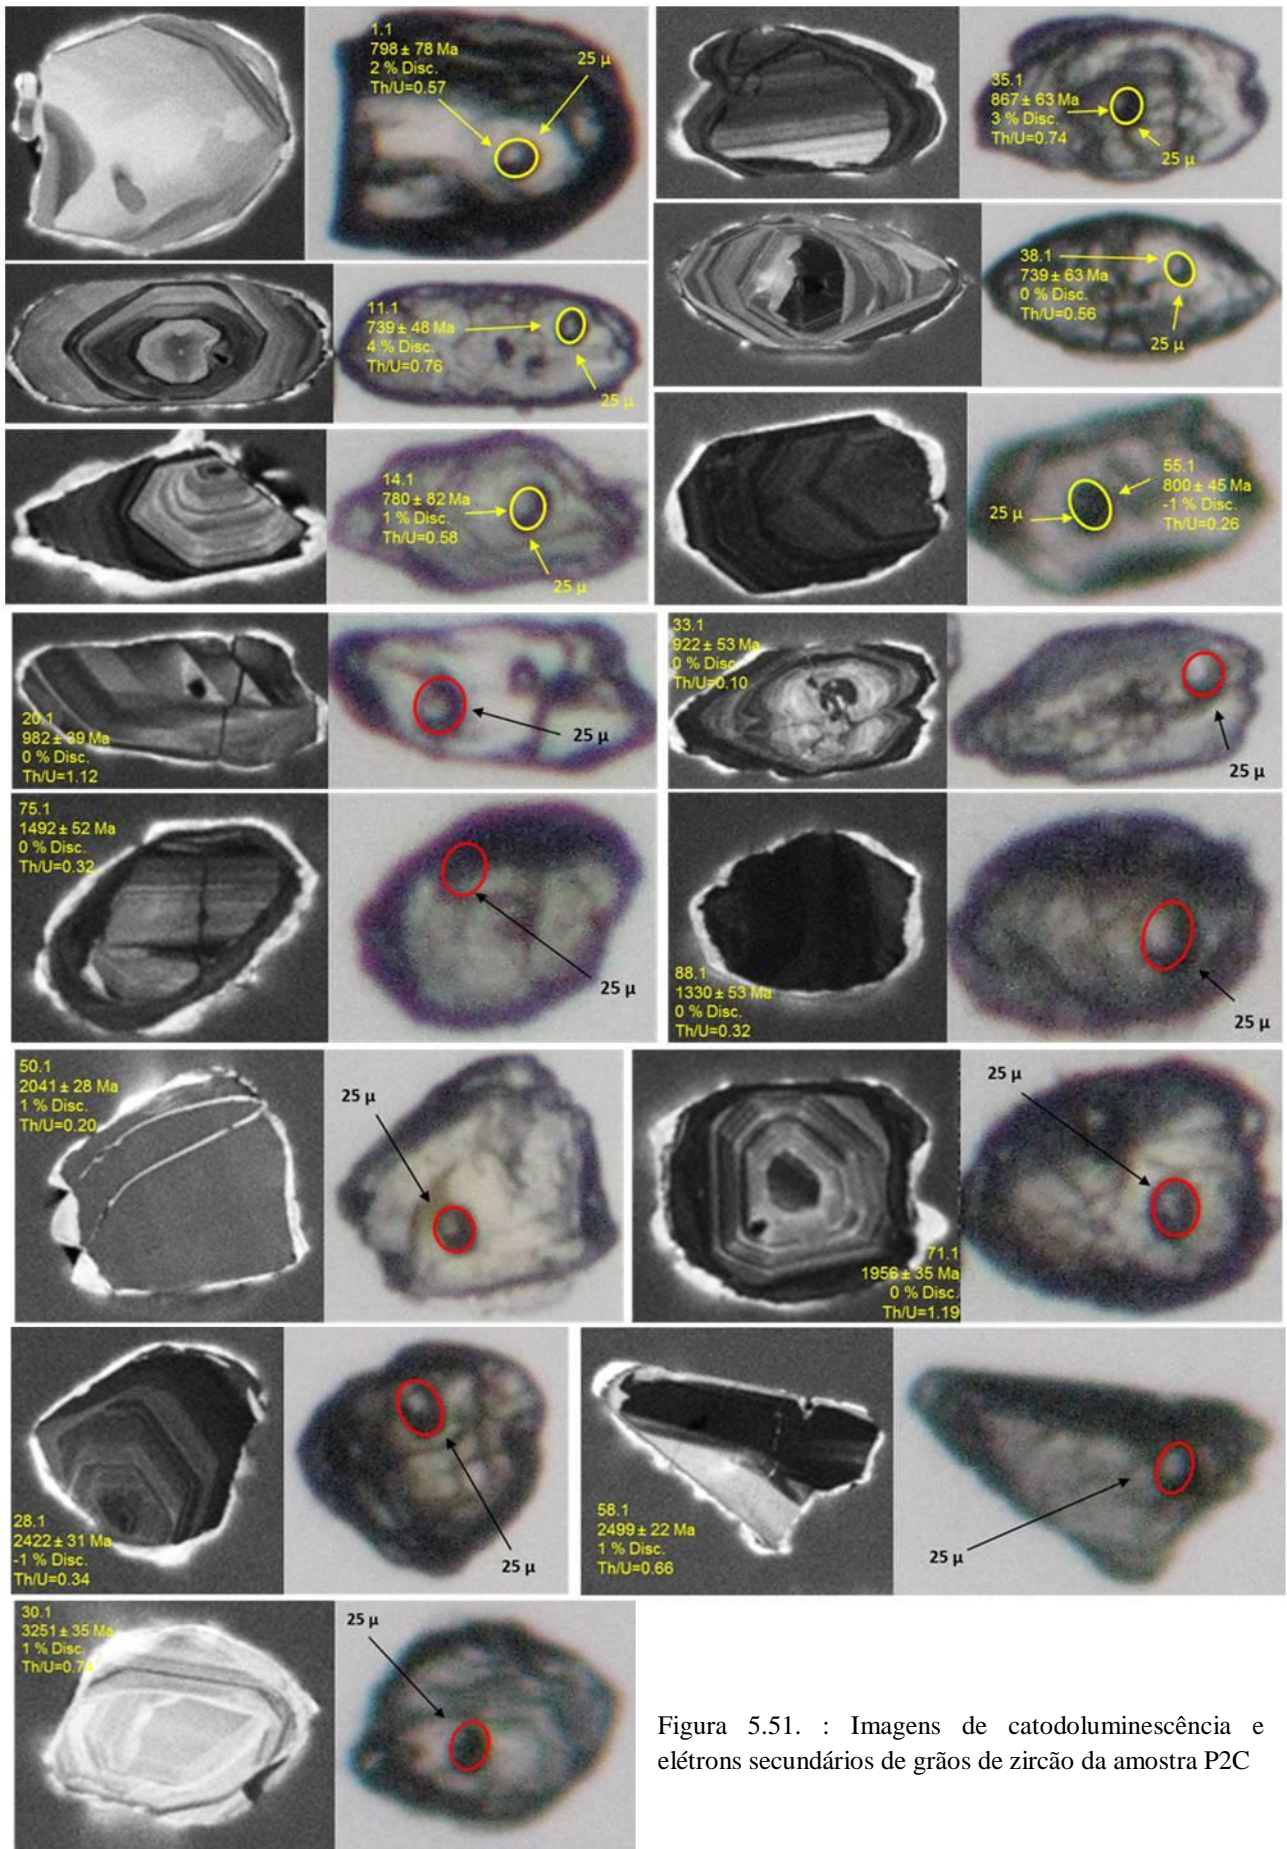 1.1
798 ± 78 Ma
2 % Disc.
Th/U=0.57
25 µ
35.1
867 ± 63 Ma
3 % Disc.
Th/U=0.74
25 µ
11.1
739 ± 48 Ma
4 % Disc.
Th/U=0.76
25 µ
38.1
739 ± 63 Ma
0 % Disc.
Th/U=0.56
25 µ
14.1
780 ± 82 Ma
1 % Disc.
Th/U=0.58
25 µ
55.1
800 ± 45 Ma
-1 % Disc.
Th/U=0.26
25 µ
20.1
982 ± 39 Ma
0 % Disc.
Th/U=1.12
25 µ
33.1
922 ± 53 Ma
0 % Disc.
Th/U=0.10
25 µ
75.1
1492 ± 52 Ma
0 % Disc.
Th/U=0.32
25 µ
88.1
1330 ± 53 Ma
0 % Disc.
Th/U=0.32
25 µ
50.1
2041 ± 28 Ma
1 % Disc.
Th/U=0.20
25 µ
71.1
1956 ± 35 Ma
0 % Disc.
Th/U=1.19
25 µ
28.1
2422 ± 31 Ma
-1 % Disc.
Th/U=0.34
25 µ
58.1
2499 ± 22 Ma
1 % Disc.
Th/U=0.66
25 µ
30.1
3251 ± 35 Ma
1 % Disc.
Th/U=0.74
25 µ
Figura 5.51. : Imagens de catodoluminescência e
elétrons secundários de grãos de zircão da amostra P2C